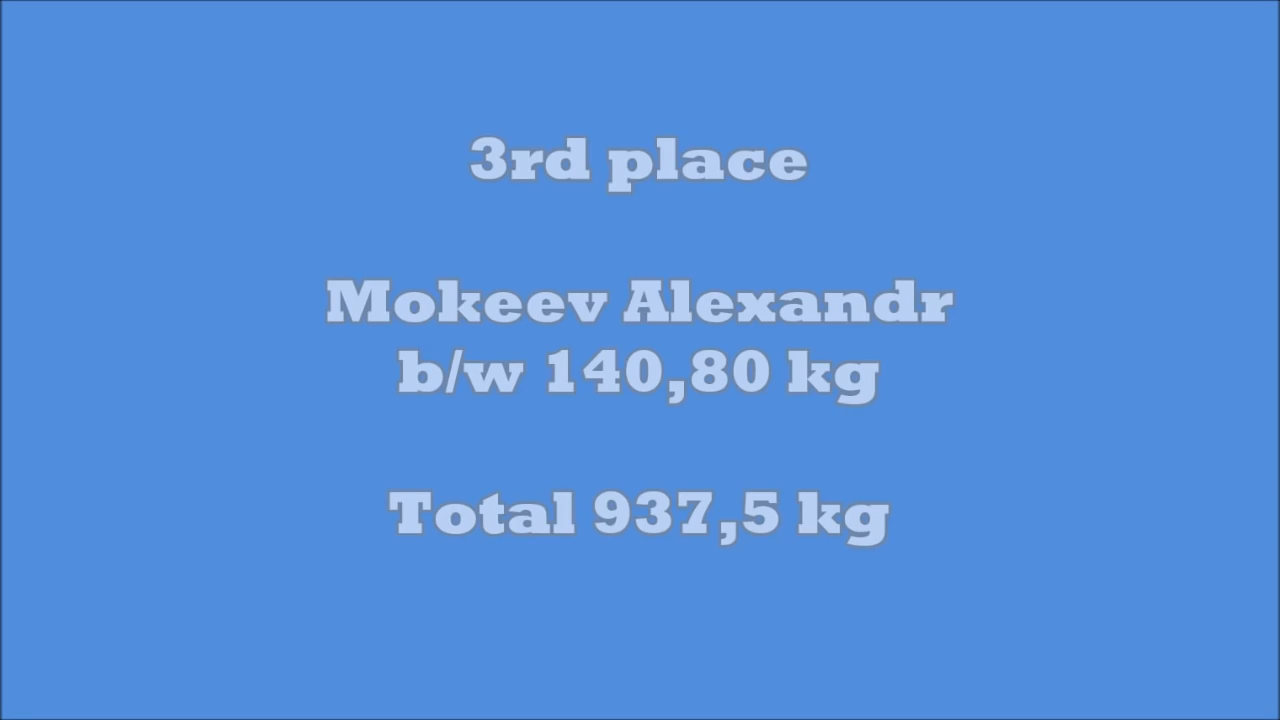 3rd place
Mokeev Alexandr
b/w 140,80 kg
Total 937,5 kg